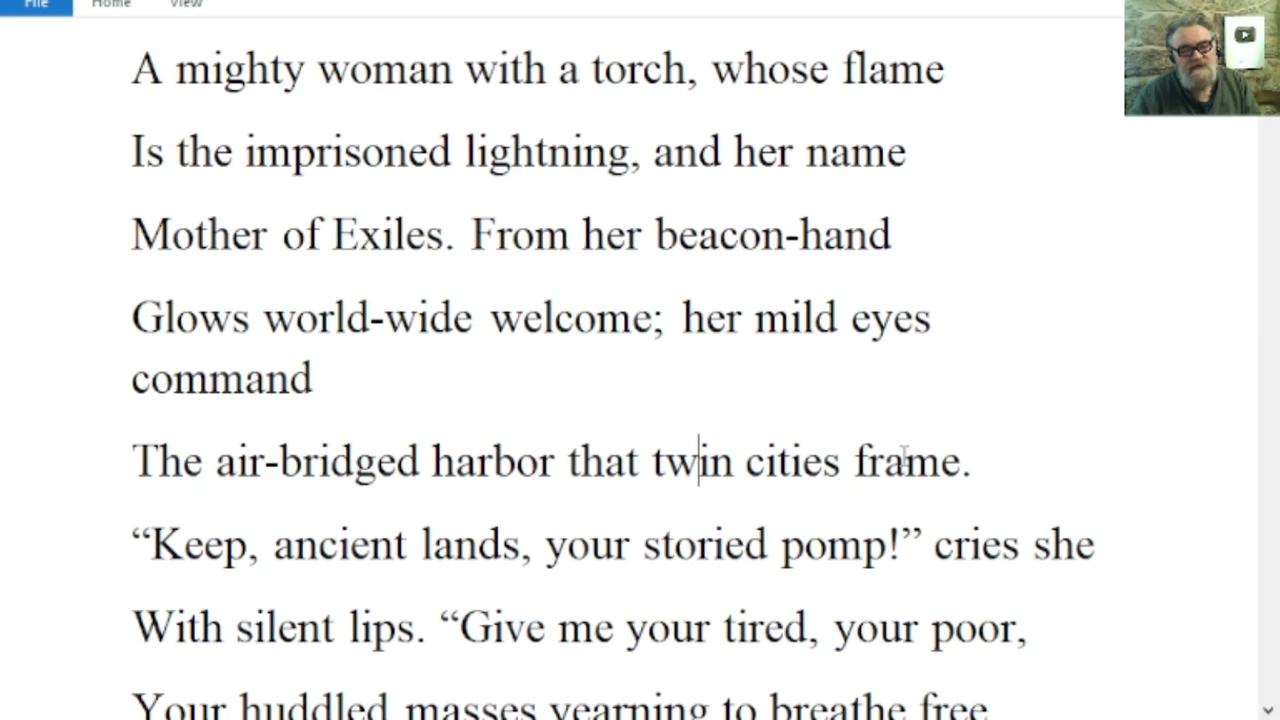 File Home View
A mighty woman with a torch, whose flame
Is the imprisoned lightning, and her name
Mother of Exiles. From her beacon-hand
Glows world-wide welcome; her mild eyes
command
The air-bridged harbor that twin cities frame.
“Keep, ancient lands, your storied pomp!” cries she
With silent lips. “Give me your tired, your poor,
Your huddled masses yearning to breathe free